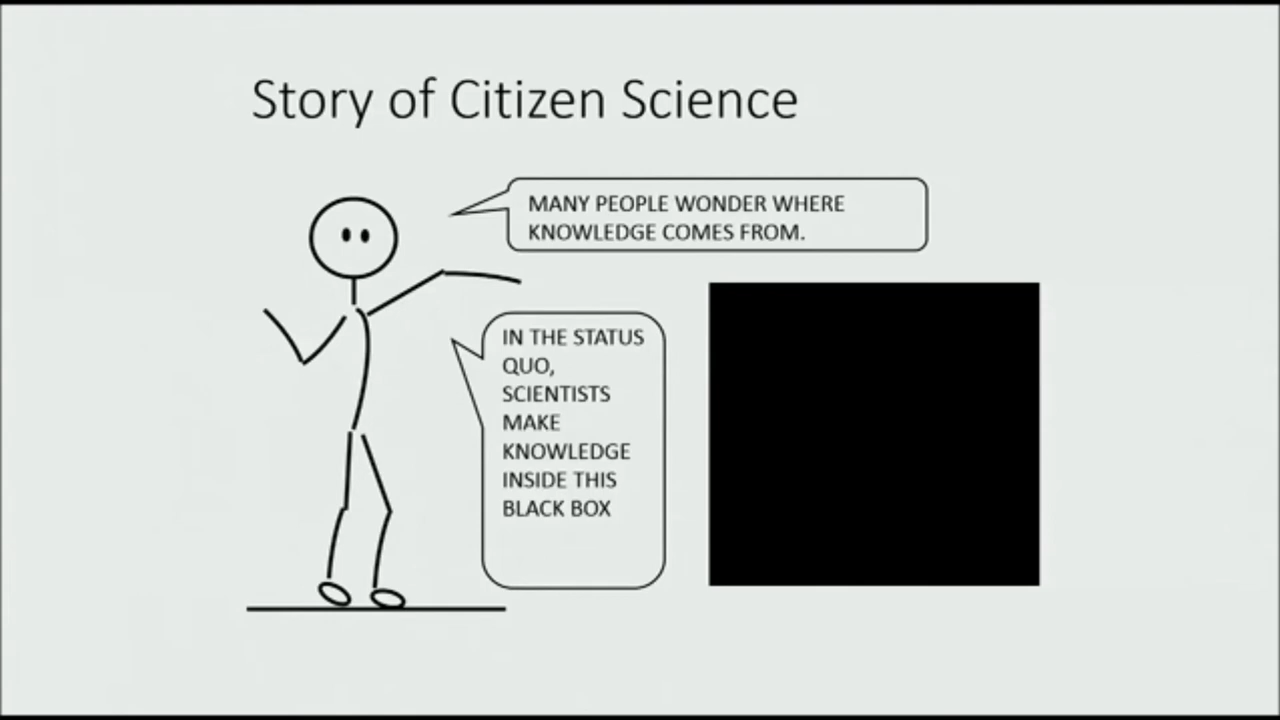 Story of Citizen Science
MANY PEOPLE WONDER WHERE
KNOWLEDGE COMES FROM.
IN THE STATUS
QUO,
SCIENTISTS
MAKE
KNOWLEDGE
INSIDE THIS
BLACK BOX